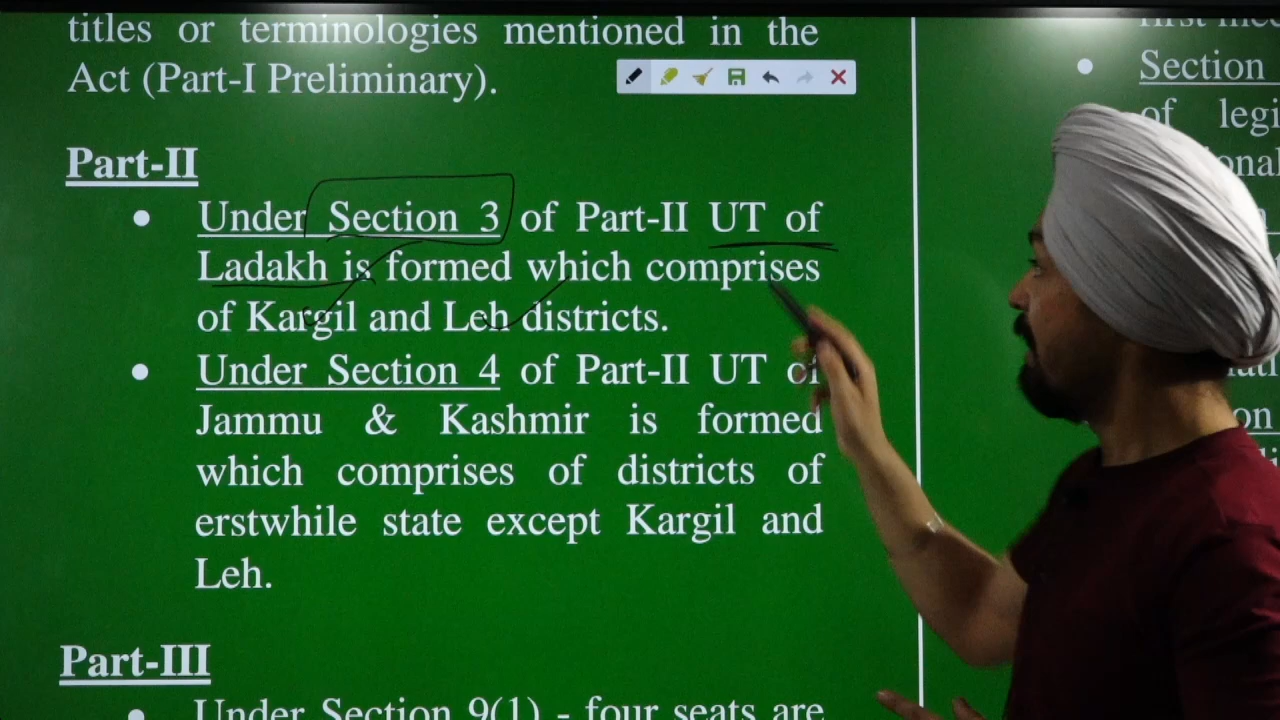 titles or terminologies mentioned in the
Act (Part-I Preliminary).
Part-II
• Under Section 3 of Part-II UT of
Ladakh is formed which comprises
of Kargil and Leh districts.
• Under Section 4 of Part-II UT of
Jammu & Kashmir is formed
which comprises of districts of
erstwhile state except Kargil and
Leh.
Part-III
• Under Section 9(1) - four seats are
• Section
of legi